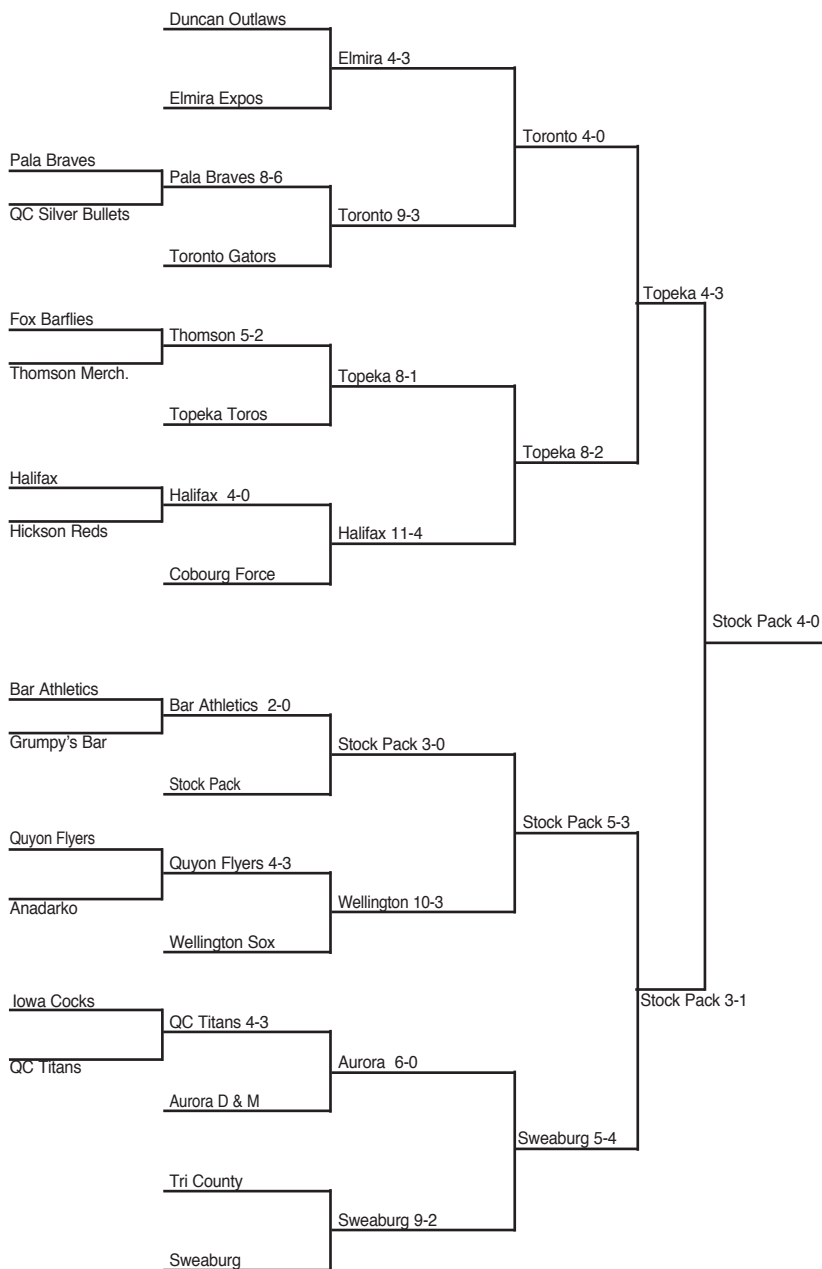 Duncan Outlaws
Elmira 4-3
Elmira Expos
Toronto 4-0
Pala Braves
Pala Braves 8-6
QC Silver Bullets
Toronto 9-3
Toronto Gators
Topeka 4-3
Fox Barflies
Thomson 5-2
Thomson Merch.
Topeka 8-1
Topeka Toros
Topeka 8-2
Halifax
Halifax 4-0
Hickson Reds
Halifax 11-4
Cobourg Force
Stock Pack 4-0
Bar Athletics
Bar Athletics 2-0
Grumpy's Bar
Stock Pack 3-0
Stock Pack
Stock Pack 5-3
Quyon Flyers
Quyon Flyers 4-3
Anadarko
Wellington 10-3
Wellington Sox
Stock Pack 3-1
Iowa Cocks
QC Titans 4-3
QC Titans
Aurora 6-0
Aurora D & M
Sweaburg 5-4
Tri County
Sweaburg 9-2
Sweaburg